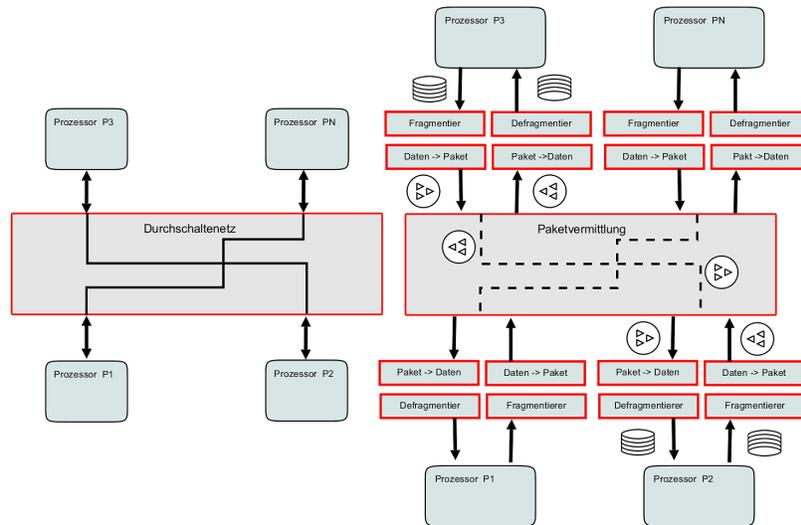 Prozessor P3
Prozessor PN
Fragmentier
Defragmentier
Fragmentier
Defragmentier
Daten -> Paket
Paket ->Daten
Daten -> Paket
Pakt ->Daten
Prozessor P3
Prozessor PN
Durchschaltenetz
Paketvermittlung
Prozessor P1
Prozessor P2
Paket -> Daten
Daten -> Paket
Paket -> Daten
Daten -> Paket
Defragmentier
Fragmentierer
Defragmentierer
Fragmentierer
Prozessor P1
Prozessor P2